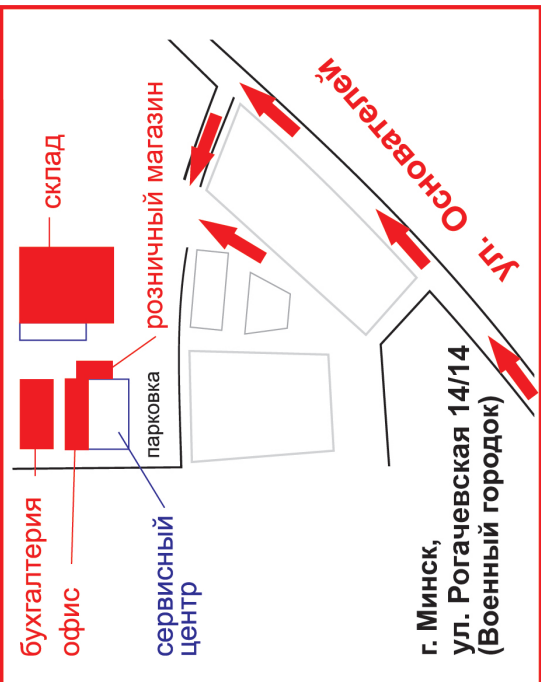 бухгалтерия
офис
сервисный
центр
парковка
розничный магазин
склад
ул. Основателей
г. Минск,
ул. Рогачевская 14/14
(Военный городок)